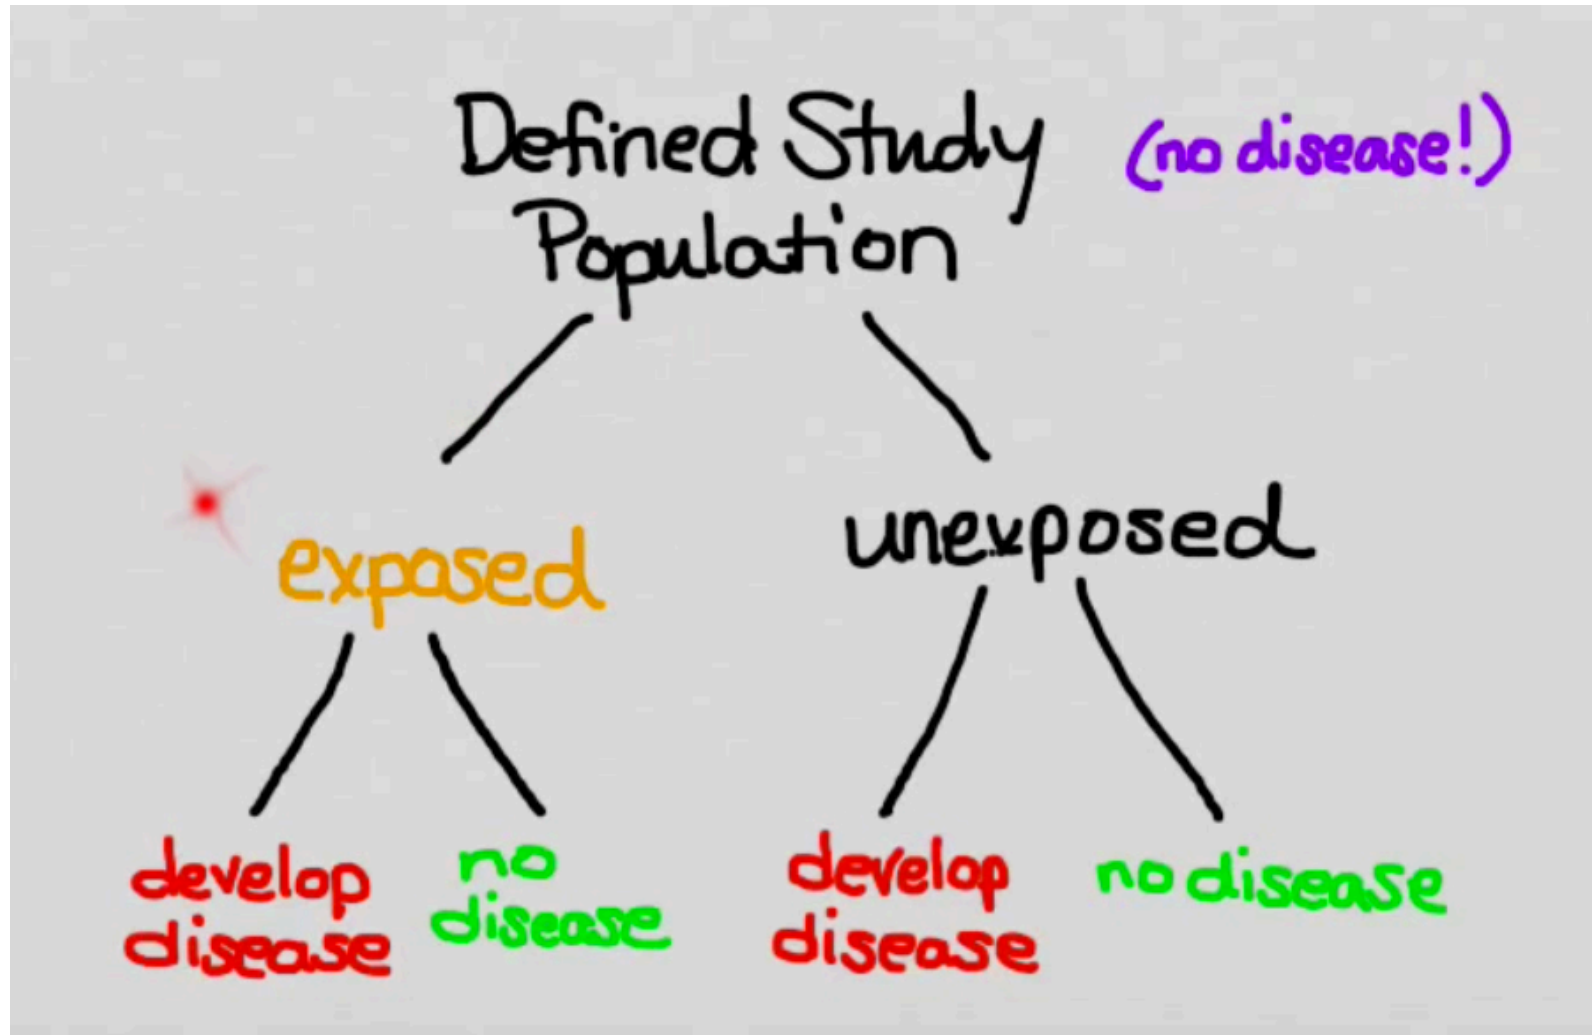 Defined Study (no disease!)
Population
exposed
unexposed
develop
disease
no
disease
develop
disease
no disease